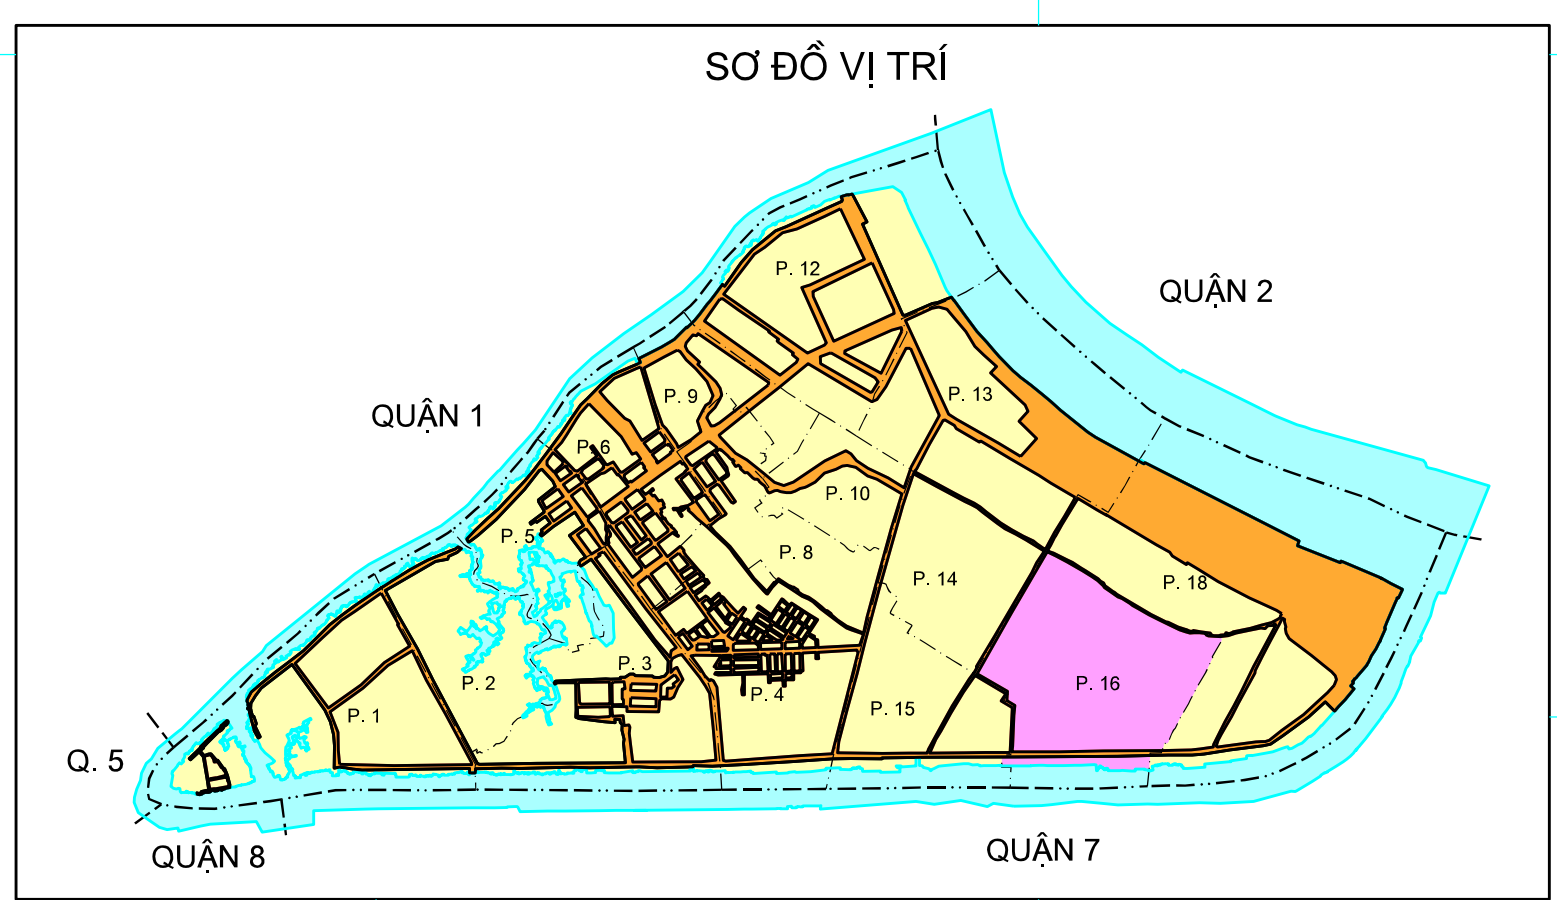 SƠ ĐỒ VỊ TRÍ
P. 12
QUẬN 2
P. 9
P. 13
QUẬN 1
P. 6
P. 10
P. 5
P. 8
P. 14
P. 18
P. 3
P. 2
P. 4
P. 16
P. 1
P. 15
Q. 5
QUẬN 8
QUẬN 7